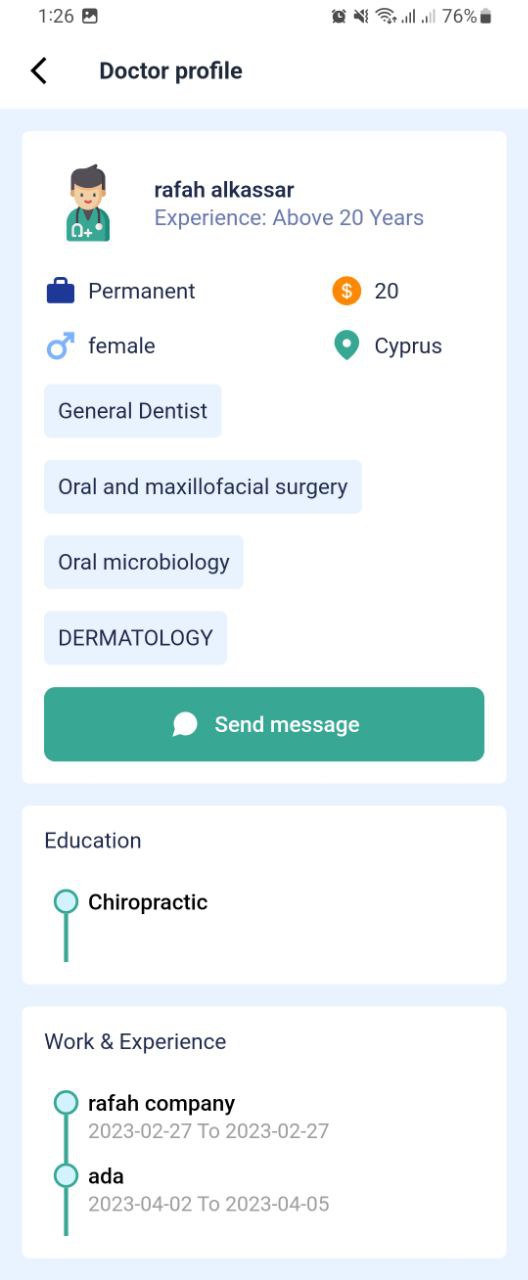 1:26 76%
Doctor profile
rafah alkassar
Experience: Above 20 Years
Permanent
$ 20
female
Cyprus
General Dentist
Oral and maxillofacial surgery
Oral microbiology
DERMATOLOGY
Send message
Education
Chiropractic
Work & Experience
rafah company
2023-02-27 To 2023-02-27
ada
2023-04-02 To 2023-04-05